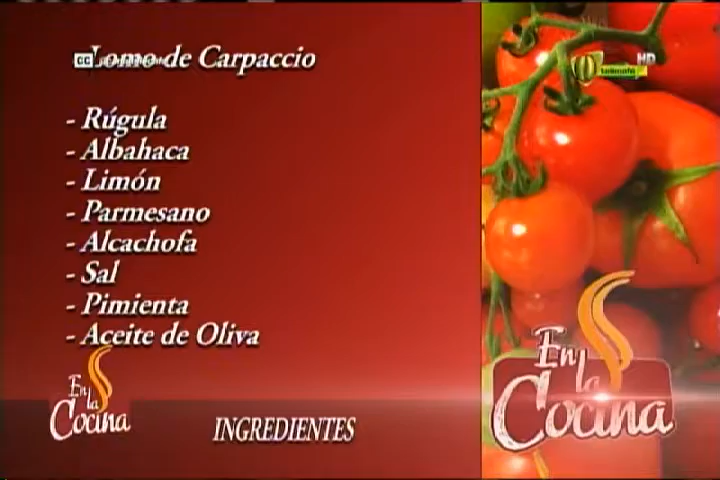 Lomo de Carpaccio
- Rúgula
- Albahaca
- Limón
- Parmesano
- Alcachofa
- Sal
- Pimienta
- Aceite de Oliva
En
la
Cocina
INGREDIENTES
HD
En
la
Cocina